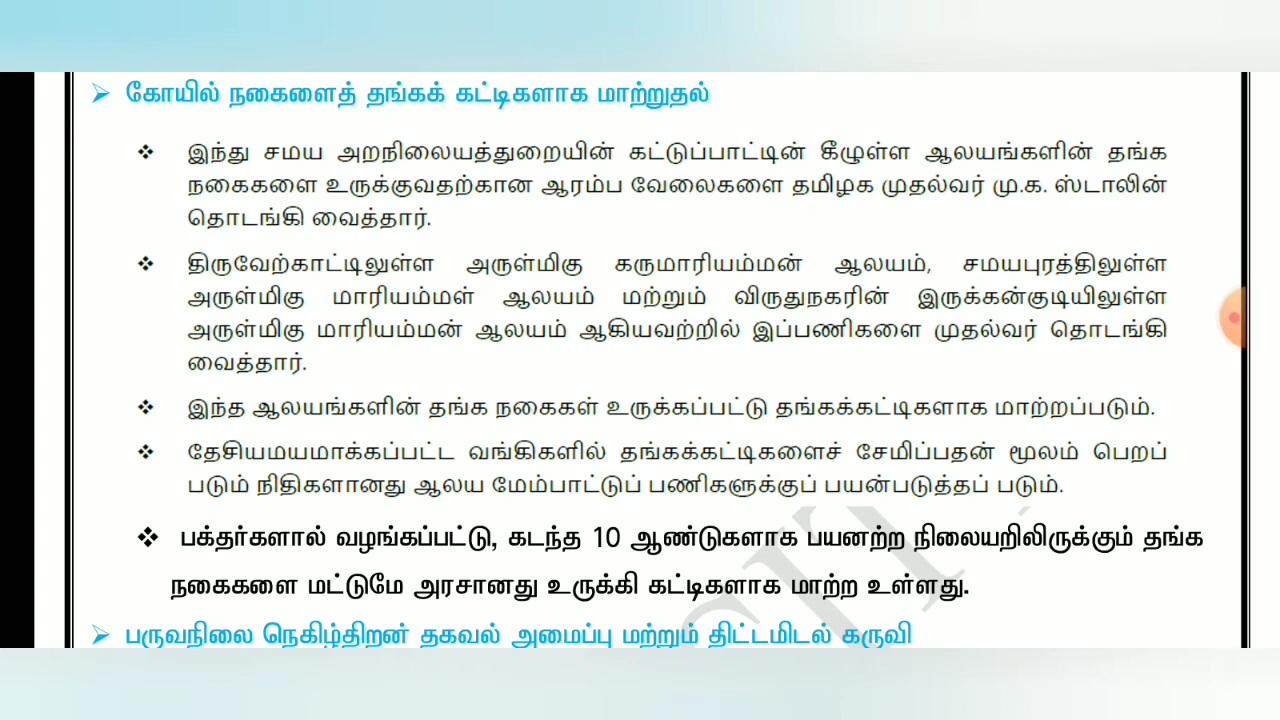 கோயில் நகைளைத் தங்கக் கட்டிகளாக மாற்றுதல்
இந்து சமய அறநிலையத்துறையின் கட்டுப்பாட்டின் கீழுள்ள ஆலயங்களின் தங்க
நகைகளை உருக்குவதற்கான ஆரம்ப வேலைகளை தமிழக முதல்வர் மு.க. ஸ்டாலின்
தொடங்கி வைத்தார்.
திருவேற்காட்டிலுள்ள அருள்மிகு கருமாரியம்மன் ஆலயம், சமயபுரத்திலுள்ள
அருள்மிகு மாரியம்மள் ஆலயம் மற்றும் விருதுநகரின் இருக்கன்குடியிலுள்ள
அருள்மிகு மாரியம்மன் ஆலயம் ஆகியவற்றில் இப்பணிகளை முதல்வர் தொடங்கி
வைத்தார்.
இந்த ஆலயங்களின் தங்க நகைகள் உருக்கப்பட்டு தங்கக்கட்டிகளாக மாற்றப்படும்.
தேசியமயமாக்கப்பட்ட வங்கிகளில் தங்கக்கட்டிகளைச் சேமிப்பதன் மூலம் பெறப்
படும் நிதிகளானது ஆலய மேம்பாட்டுப் பணிகளுக்குப் பயன்படுத்தப் படும்.
பக்தர்களால் வழங்கப்பட்டு, கடந்த 10 ஆண்டுகளாக பயனற்ற நிலையறிலிருக்கும் தங்க
நகைகளை மட்டுமே அரசானது உருக்கி கட்டிகளாக மாற்ற உள்ளது.
பருவநிலை நெகிழ்திறன் தகவல் அமைப்பு மற்றும் திட்டமிடல் கருவி